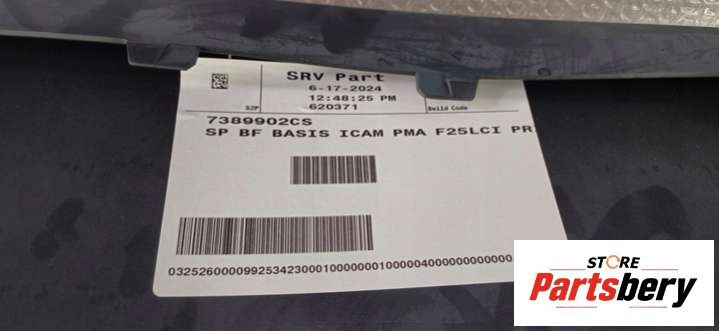 SRV Part
6-17-2024
12:48:25 PM
SZP 620371 Build Code
7389902CS
SP BF BASIS ICAM PMA F25LCI PR
0325260000992534230001000000010000040000000000000
STORE
Partsbery